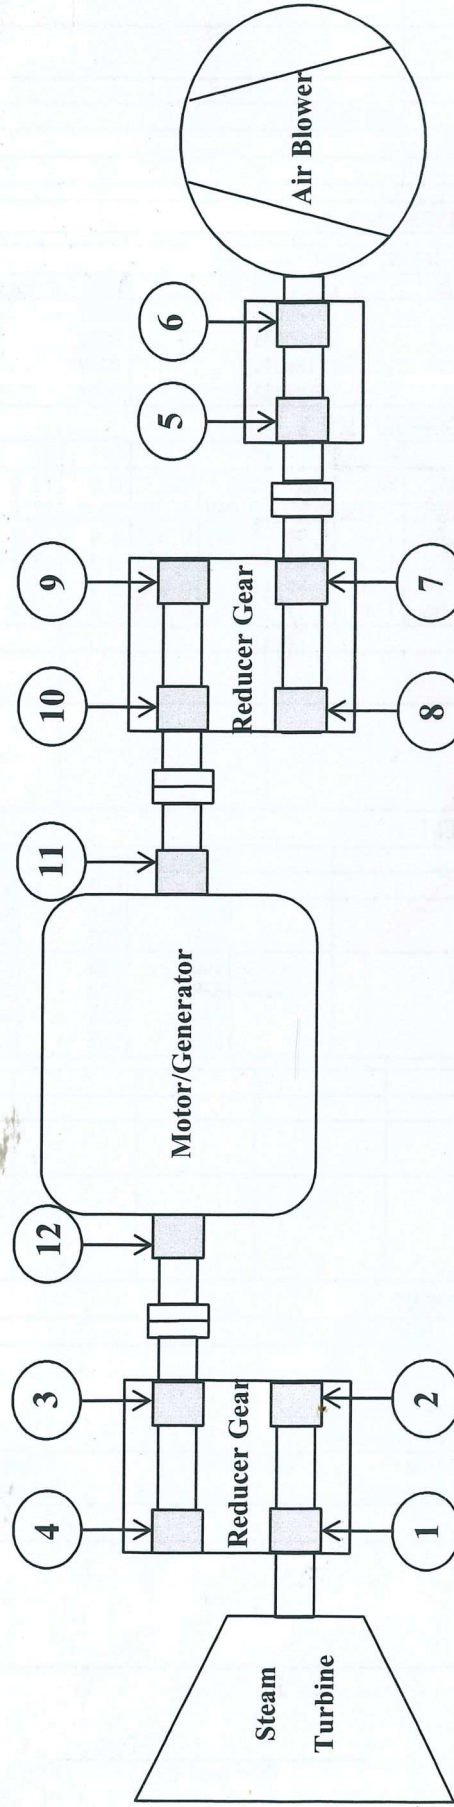 4
3
12
11
10
9
5
6
Steam
Turbine
Reducer Gear
Motor/Generator
Reducer Gear
Air Blower
1
2
8
7